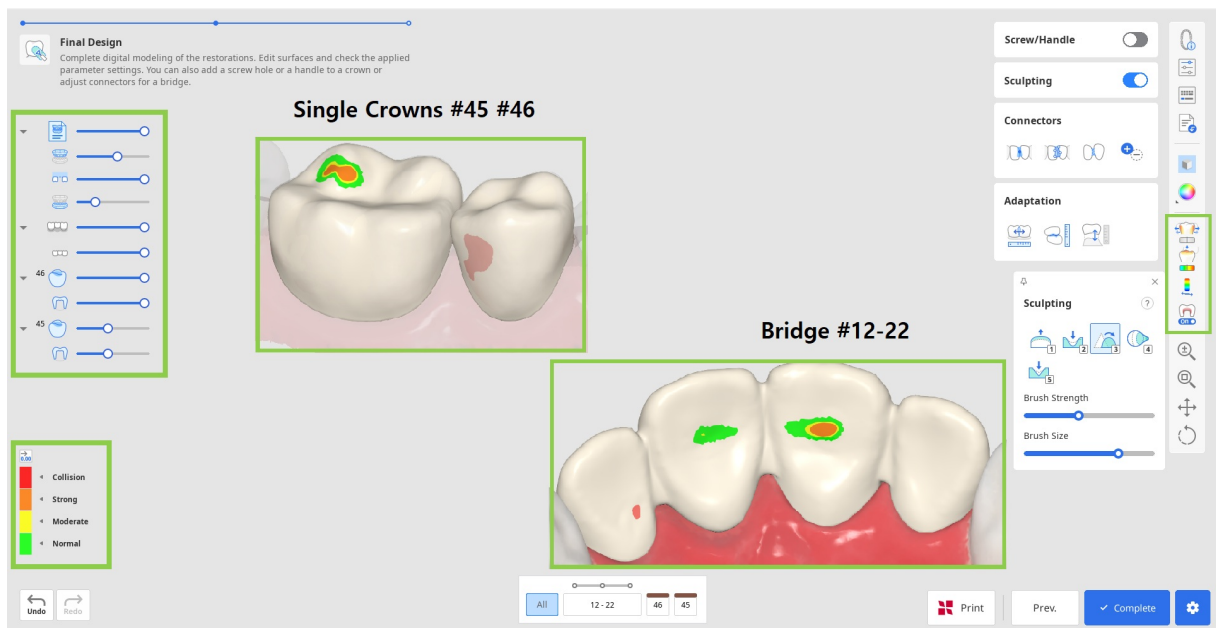 Final Design
Complete digital modeling of the restorations. Edit surfaces and check the applied
parameter settings. You can also add a screw hole or a handle to a crown or
adjust connectors for a bridge.
Single Crowns #45 #46
46
45
Bridge #12-22
Screw/Handle
Sculpting
Connectors
Adaptation
Sculpting
?
1
2
3
4
5
Brush Strength
Brush Size
0.00
Collision
Strong
Moderate
Normal
Undo
Redo
All
12 - 22
46
45
Print
Prev.
Complete